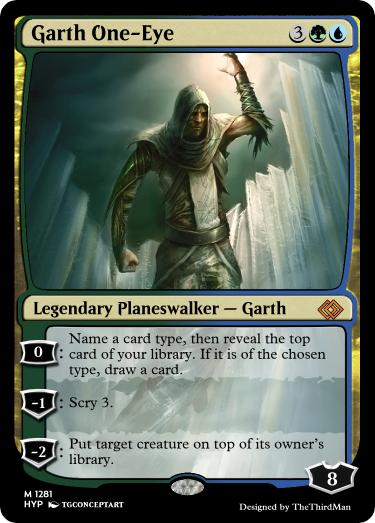 Garth One-Eye 3
Legendary Planeswalker — Garth
0 : Name a card type, then reveal the top
card of your library. If it is of the chosen
type, draw a card.
-1 : Scry 3.
-2 : Put target creature on top of its owner's
library.
8
M 1281
HYP TGCONCEPTART
Designed by TheThirdMan